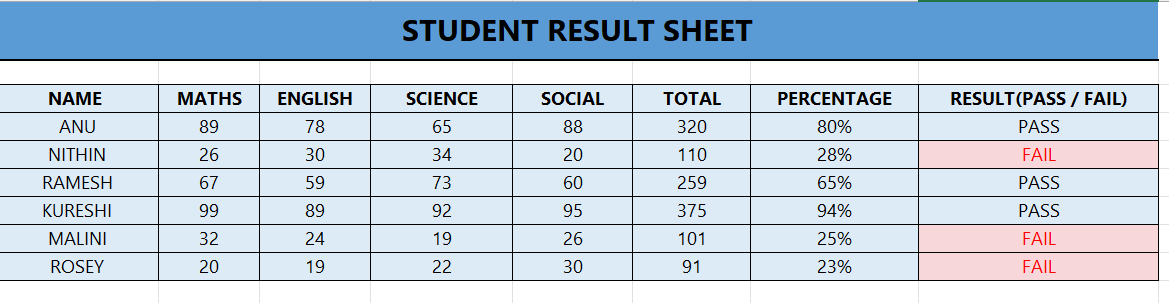 STUDENT RESULT SHEET
NAME MATHS ENGLISH SCIENCE SOCIAL TOTAL PERCENTAGE RESULT(PASS / FAIL)
ANU 89 78 65 88 320 80% PASS
NITHIN 26 30 34 20 110 28% FAIL
RAMESH 67 59 73 60 259 65% PASS
KURESHI 99 89 92 95 375 94% PASS
MALINI 32 24 19 26 101 25% FAIL
ROSEY 20 19 22 30 91 23% FAIL